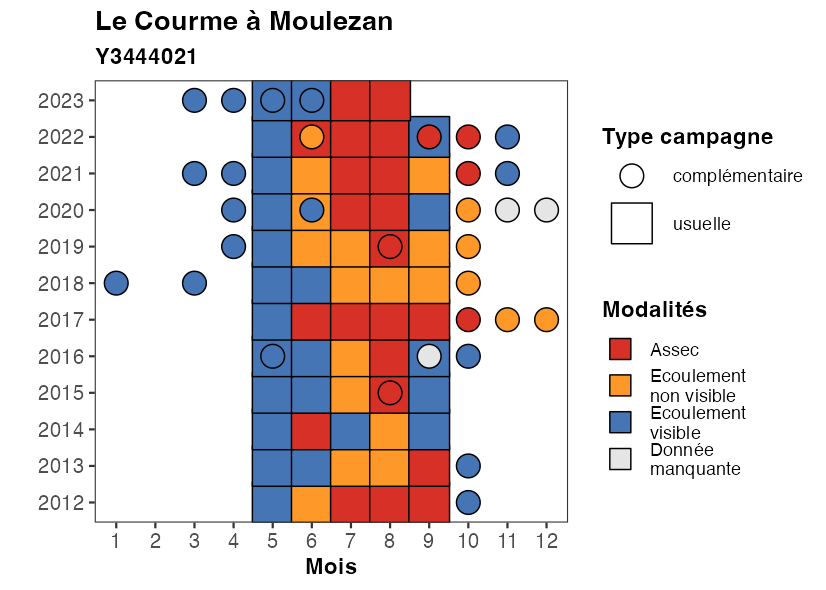 Le Courme à Moulezan
Y3444021
2023
2022
2021
2020
2019
2018
2017
2016
2015
2014
2013
2012
1 2 3 4 5 6 7 8 9 10 11 12
Mois
Type campagne
complémentaire
usuelle
Modalités
Assec
Ecoulement
non visible
Ecoulement
visible
Donnée
manquante